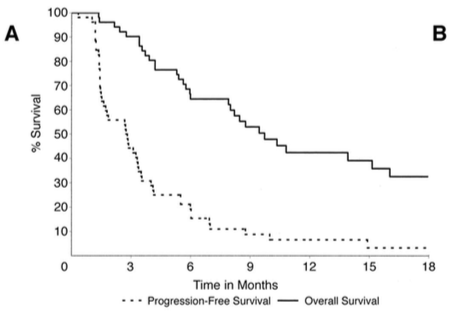 A
B
100
90
80
70
60
50
40
30
20
10
% Survival
0 3 6 9 12 15 18
Time in Months
Progression-Free Survival Overall Survival